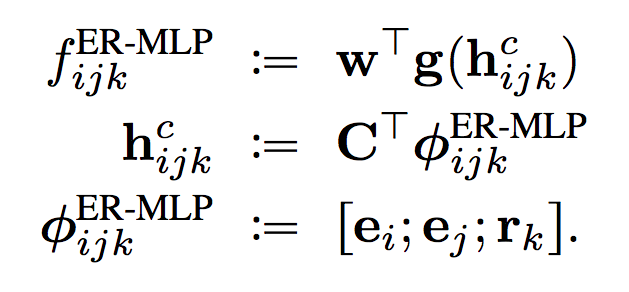 f_{ijk}^{ER-MLP} := w^⊤g(h_{ijk}^c)
h_{ijk}^c := C^⊤ϕ_{ijk}^{ER-MLP}
ϕ_{ijk}^{ER-MLP} := [e_i; e_j; r_k].